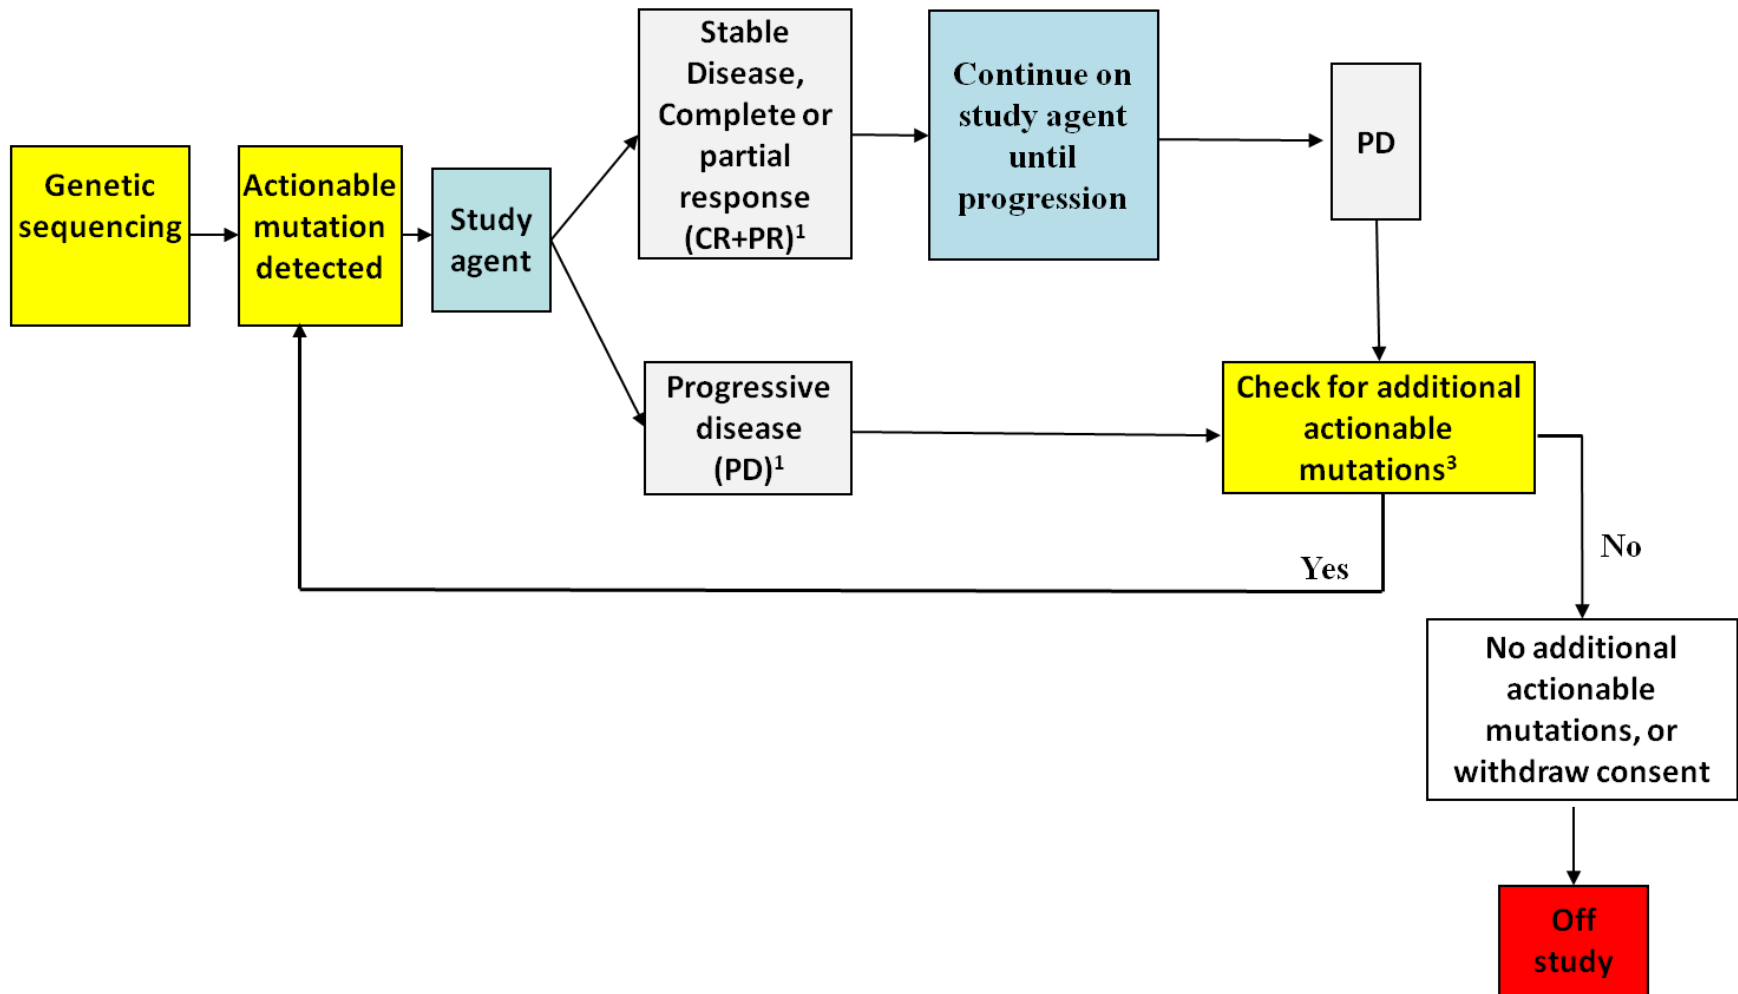 Genetic
sequencing
Actionable
mutation
detected
Study
agent
Stable
Disease,
Complete or
partial
response
(CR+PR)¹
Continue on
study agent
until
progression
PD
Progressive
disease
(PD)¹
Check for additional
actionable
mutations³
Yes
No
No additional
actionable
mutations, or
withdraw consent
Off
study